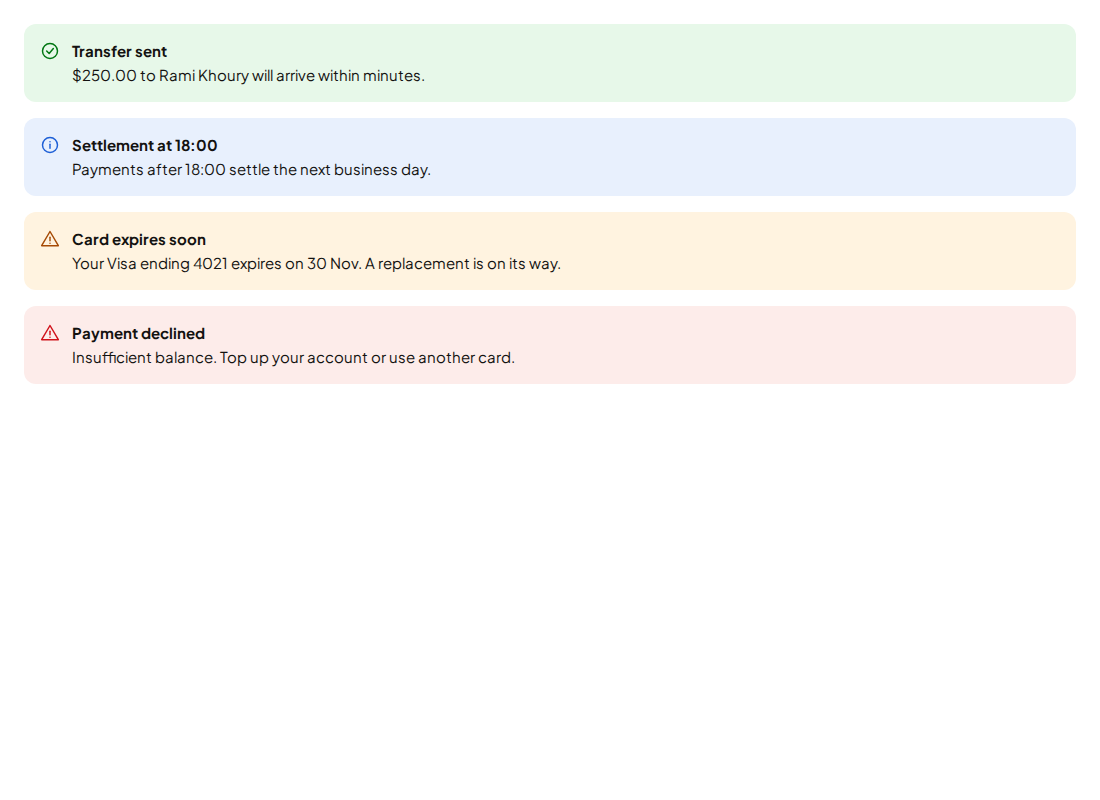 Transfer sent
$250.00 to Rami Khoury will arrive within minutes.
Settlement at 18:00
Payments after 18:00 settle the next business day.
Card expires soon
Your Visa ending 4021 expires on 30 Nov. A replacement is on its way.
Payment declined
Insufficient balance. Top up your account or use another card.